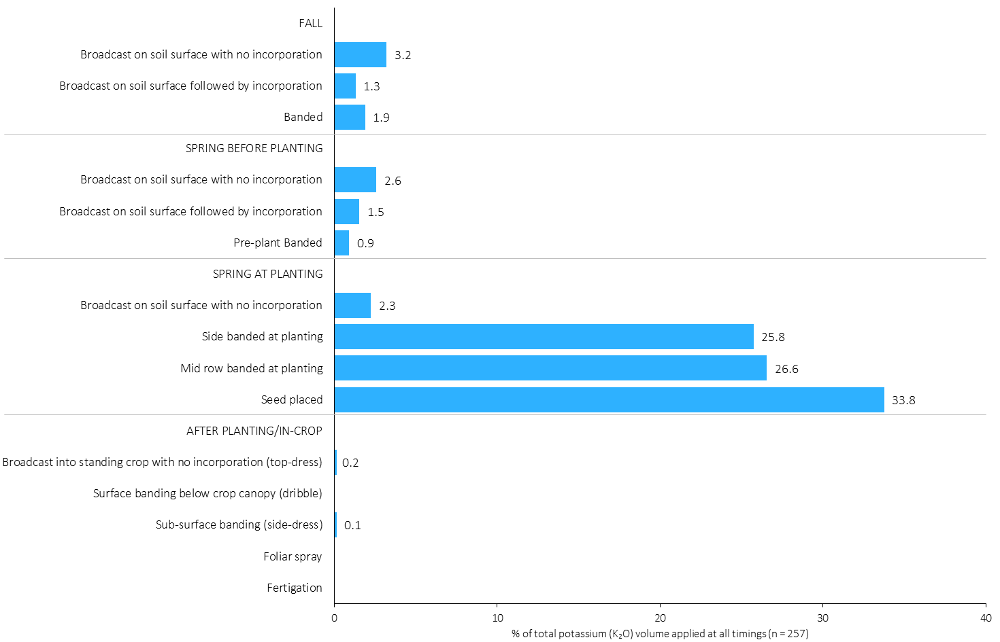 FALL
Broadcast on soil surface with no incorporation 3.2
Broadcast on soil surface followed by incorporation 1.3
Banded 1.9
SPRING BEFORE PLANTING
Broadcast on soil surface with no incorporation 2.6
Broadcast on soil surface followed by incorporation 1.5
Pre-plant Banded 0.9
SPRING AT PLANTING
Broadcast on soil surface with no incorporation 2.3
Side banded at planting 25.8
Mid row banded at planting 26.6
Seed placed 33.8
AFTER PLANTING/IN-CROP
Broadcast into standing crop with no incorporation (top-dress) 0.2
Surface banding below crop canopy (dribble)
Sub-surface banding (side-dress) 0.1
Foliar spray
Fertigation
0 10 20 30 40
% of total potassium (K₂O) volume applied at all timings (n = 257)